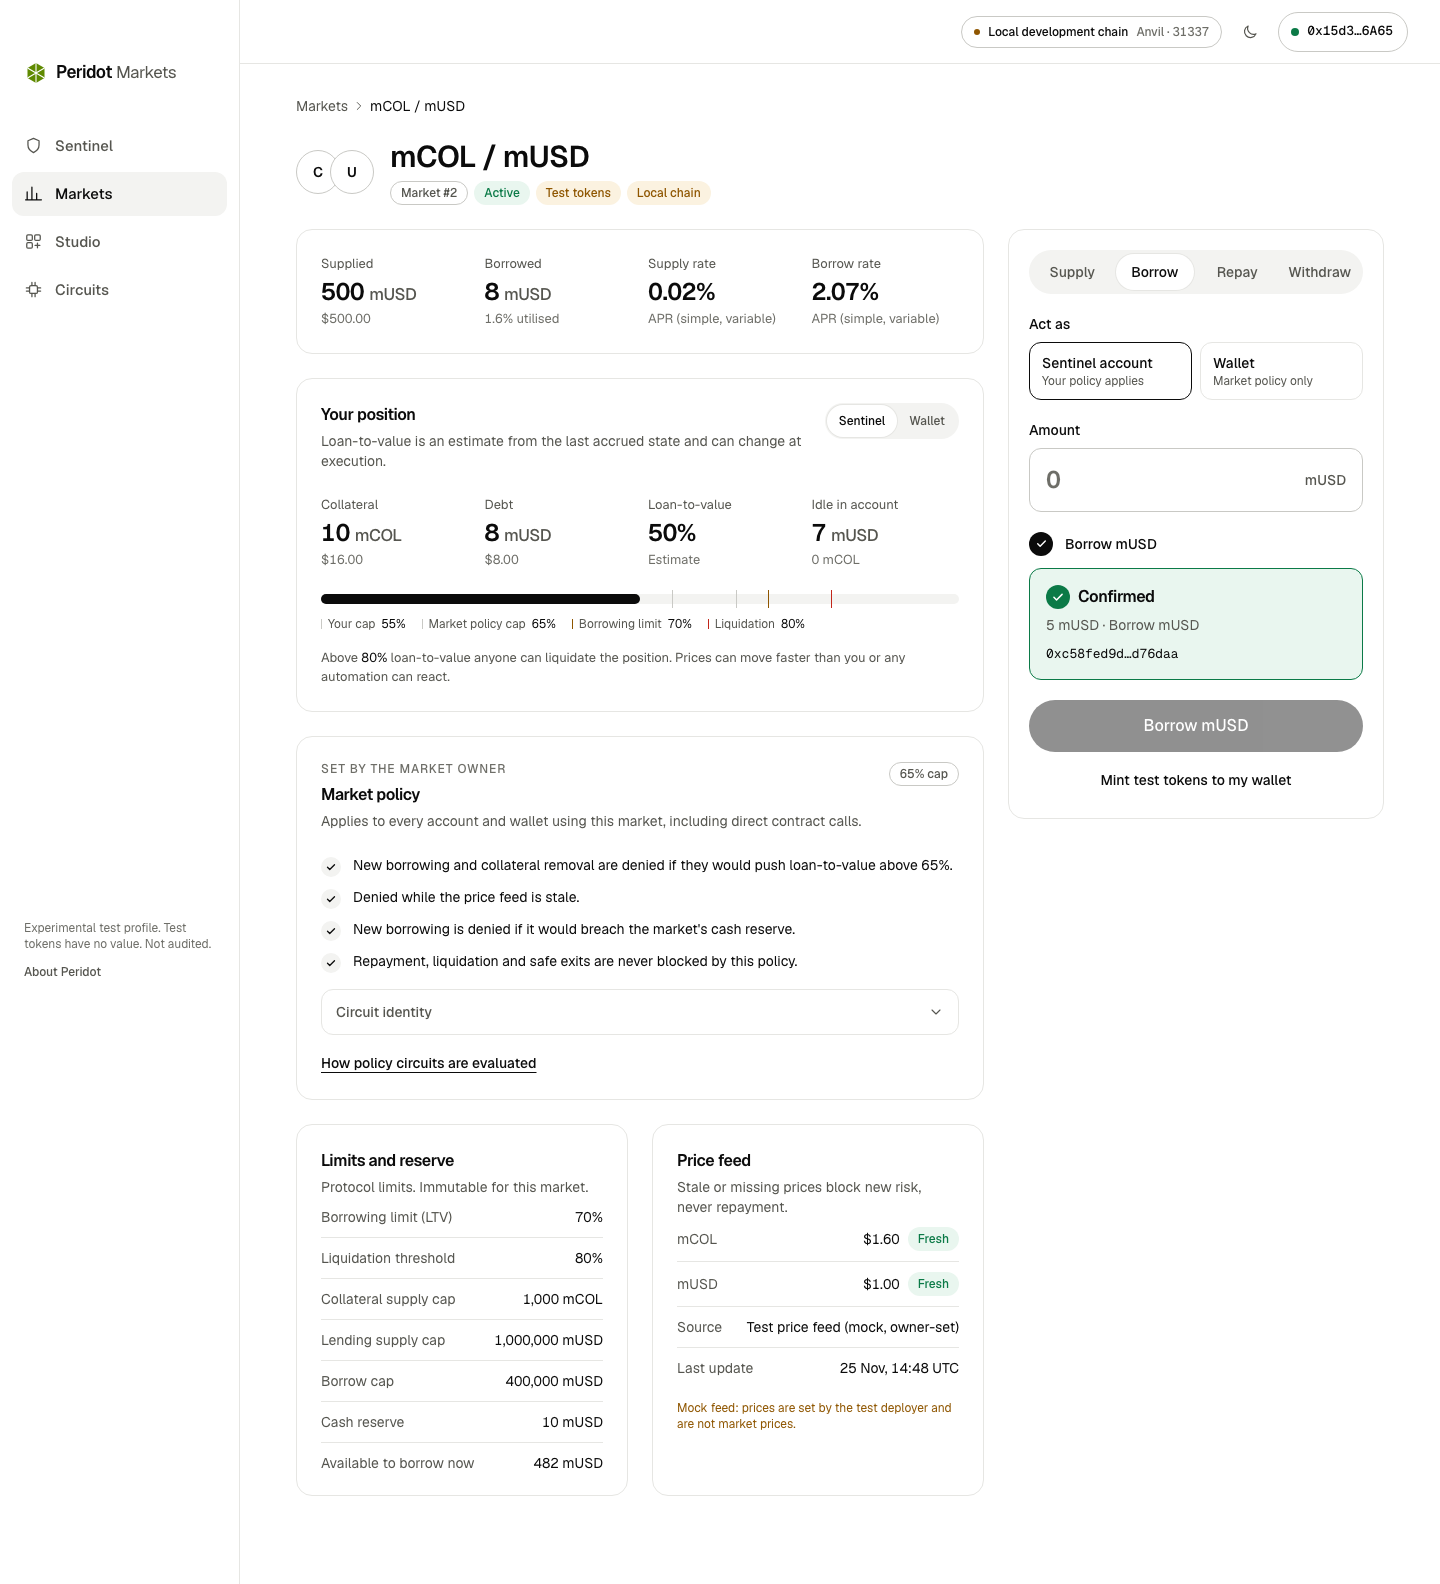 Local development chain Anvil · 31337
0x15d3…6A65
Peridot Markets
Sentinel
Markets
Studio
Circuits
Experimental test profile. Test
tokens have no value. Not audited.
About Peridot
Markets > mCOL / mUSD
C U
mCOL / mUSD
Market #2 Active Test tokens Local chain
Supplied
500 mUSD
$500.00
Borrowed
8 mUSD
1.6% utilised
Supply rate
0.02%
APR (simple, variable)
Borrow rate
2.07%
APR (simple, variable)
Your position
Sentinel Wallet
Loan-to-value is an estimate from the last accrued state and can change at
execution.
Collateral
10 mCOL
$16.00
Debt
8 mUSD
$8.00
Loan-to-value
50%
Estimate
Idle in account
7 mUSD
0 mCOL
Your cap 55% Market policy cap 65% Borrowing limit 70% Liquidation 80%
Above 80% loan-to-value anyone can liquidate the position. Prices can move faster than you or any
automation can react.
SET BY THE MARKET OWNER
65% cap
Market policy
Applies to every account and wallet using this market, including direct contract calls.
New borrowing and collateral removal are denied if they would push loan-to-value above 65%.
Denied while the price feed is stale.
New borrowing is denied if it would breach the market's cash reserve.
Repayment, liquidation and safe exits are never blocked by this policy.
Circuit identity
How policy circuits are evaluated
Limits and reserve
Protocol limits. Immutable for this market.
Borrowing limit (LTV) 70%
Liquidation threshold 80%
Collateral supply cap 1,000 mCOL
Lending supply cap 1,000,000 mUSD
Borrow cap 400,000 mUSD
Cash reserve 10 mUSD
Available to borrow now 482 mUSD
Price feed
Stale or missing prices block new risk,
never repayment.
mCOL $1.60 Fresh
mUSD $1.00 Fresh
Source Test price feed (mock, owner-set)
Last update 25 Nov, 14:48 UTC
Mock feed: prices are set by the test deployer and
are not market prices.
Supply Borrow Repay Withdraw
Act as
Sentinel account
Your policy applies
Wallet
Market policy only
Amount
0 mUSD
Borrow mUSD
Confirmed
5 mUSD · Borrow mUSD
0xc58fed9d…d76daa
Borrow mUSD
Mint test tokens to my wallet